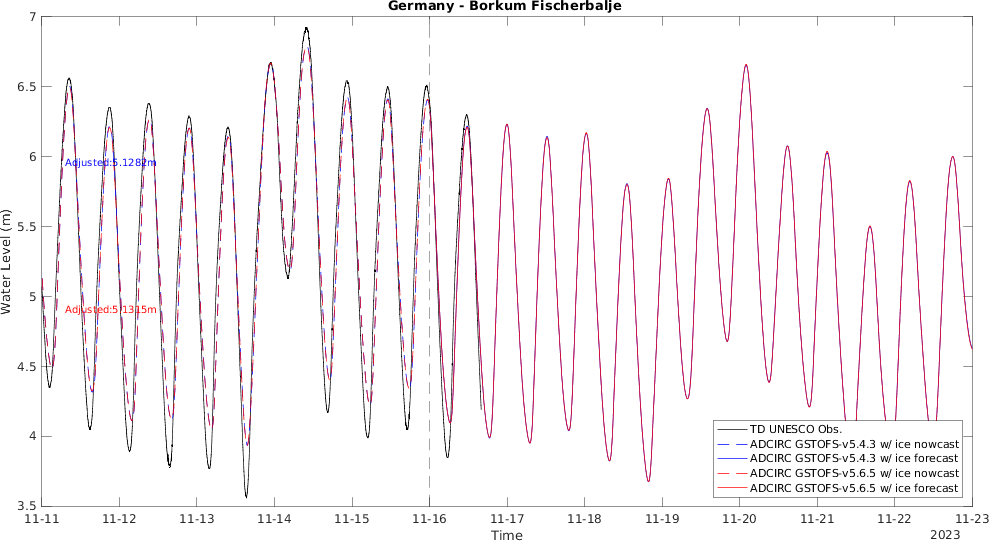 Germany - Borkum Fischerbalje
7
6.5
6
5.5
5
4.5
4
3.5
Water Level (m)
Adjusted:5.1282m
Adjusted:5.1315m
TD UNESCO Obs.
ADCIRC GSTOFS-v5.4.3 w/ ice nowcast
ADCIRC GSTOFS-v5.4.3 w/ ice forecast
ADCIRC GSTOFS-v5.6.5 w/ ice nowcast
ADCIRC GSTOFS-v5.6.5 w/ ice forecast
11-11 11-12 11-13 11-14 11-15 11-16 11-17 11-18 11-19 11-20 11-21 11-22 11-23
Time
2023